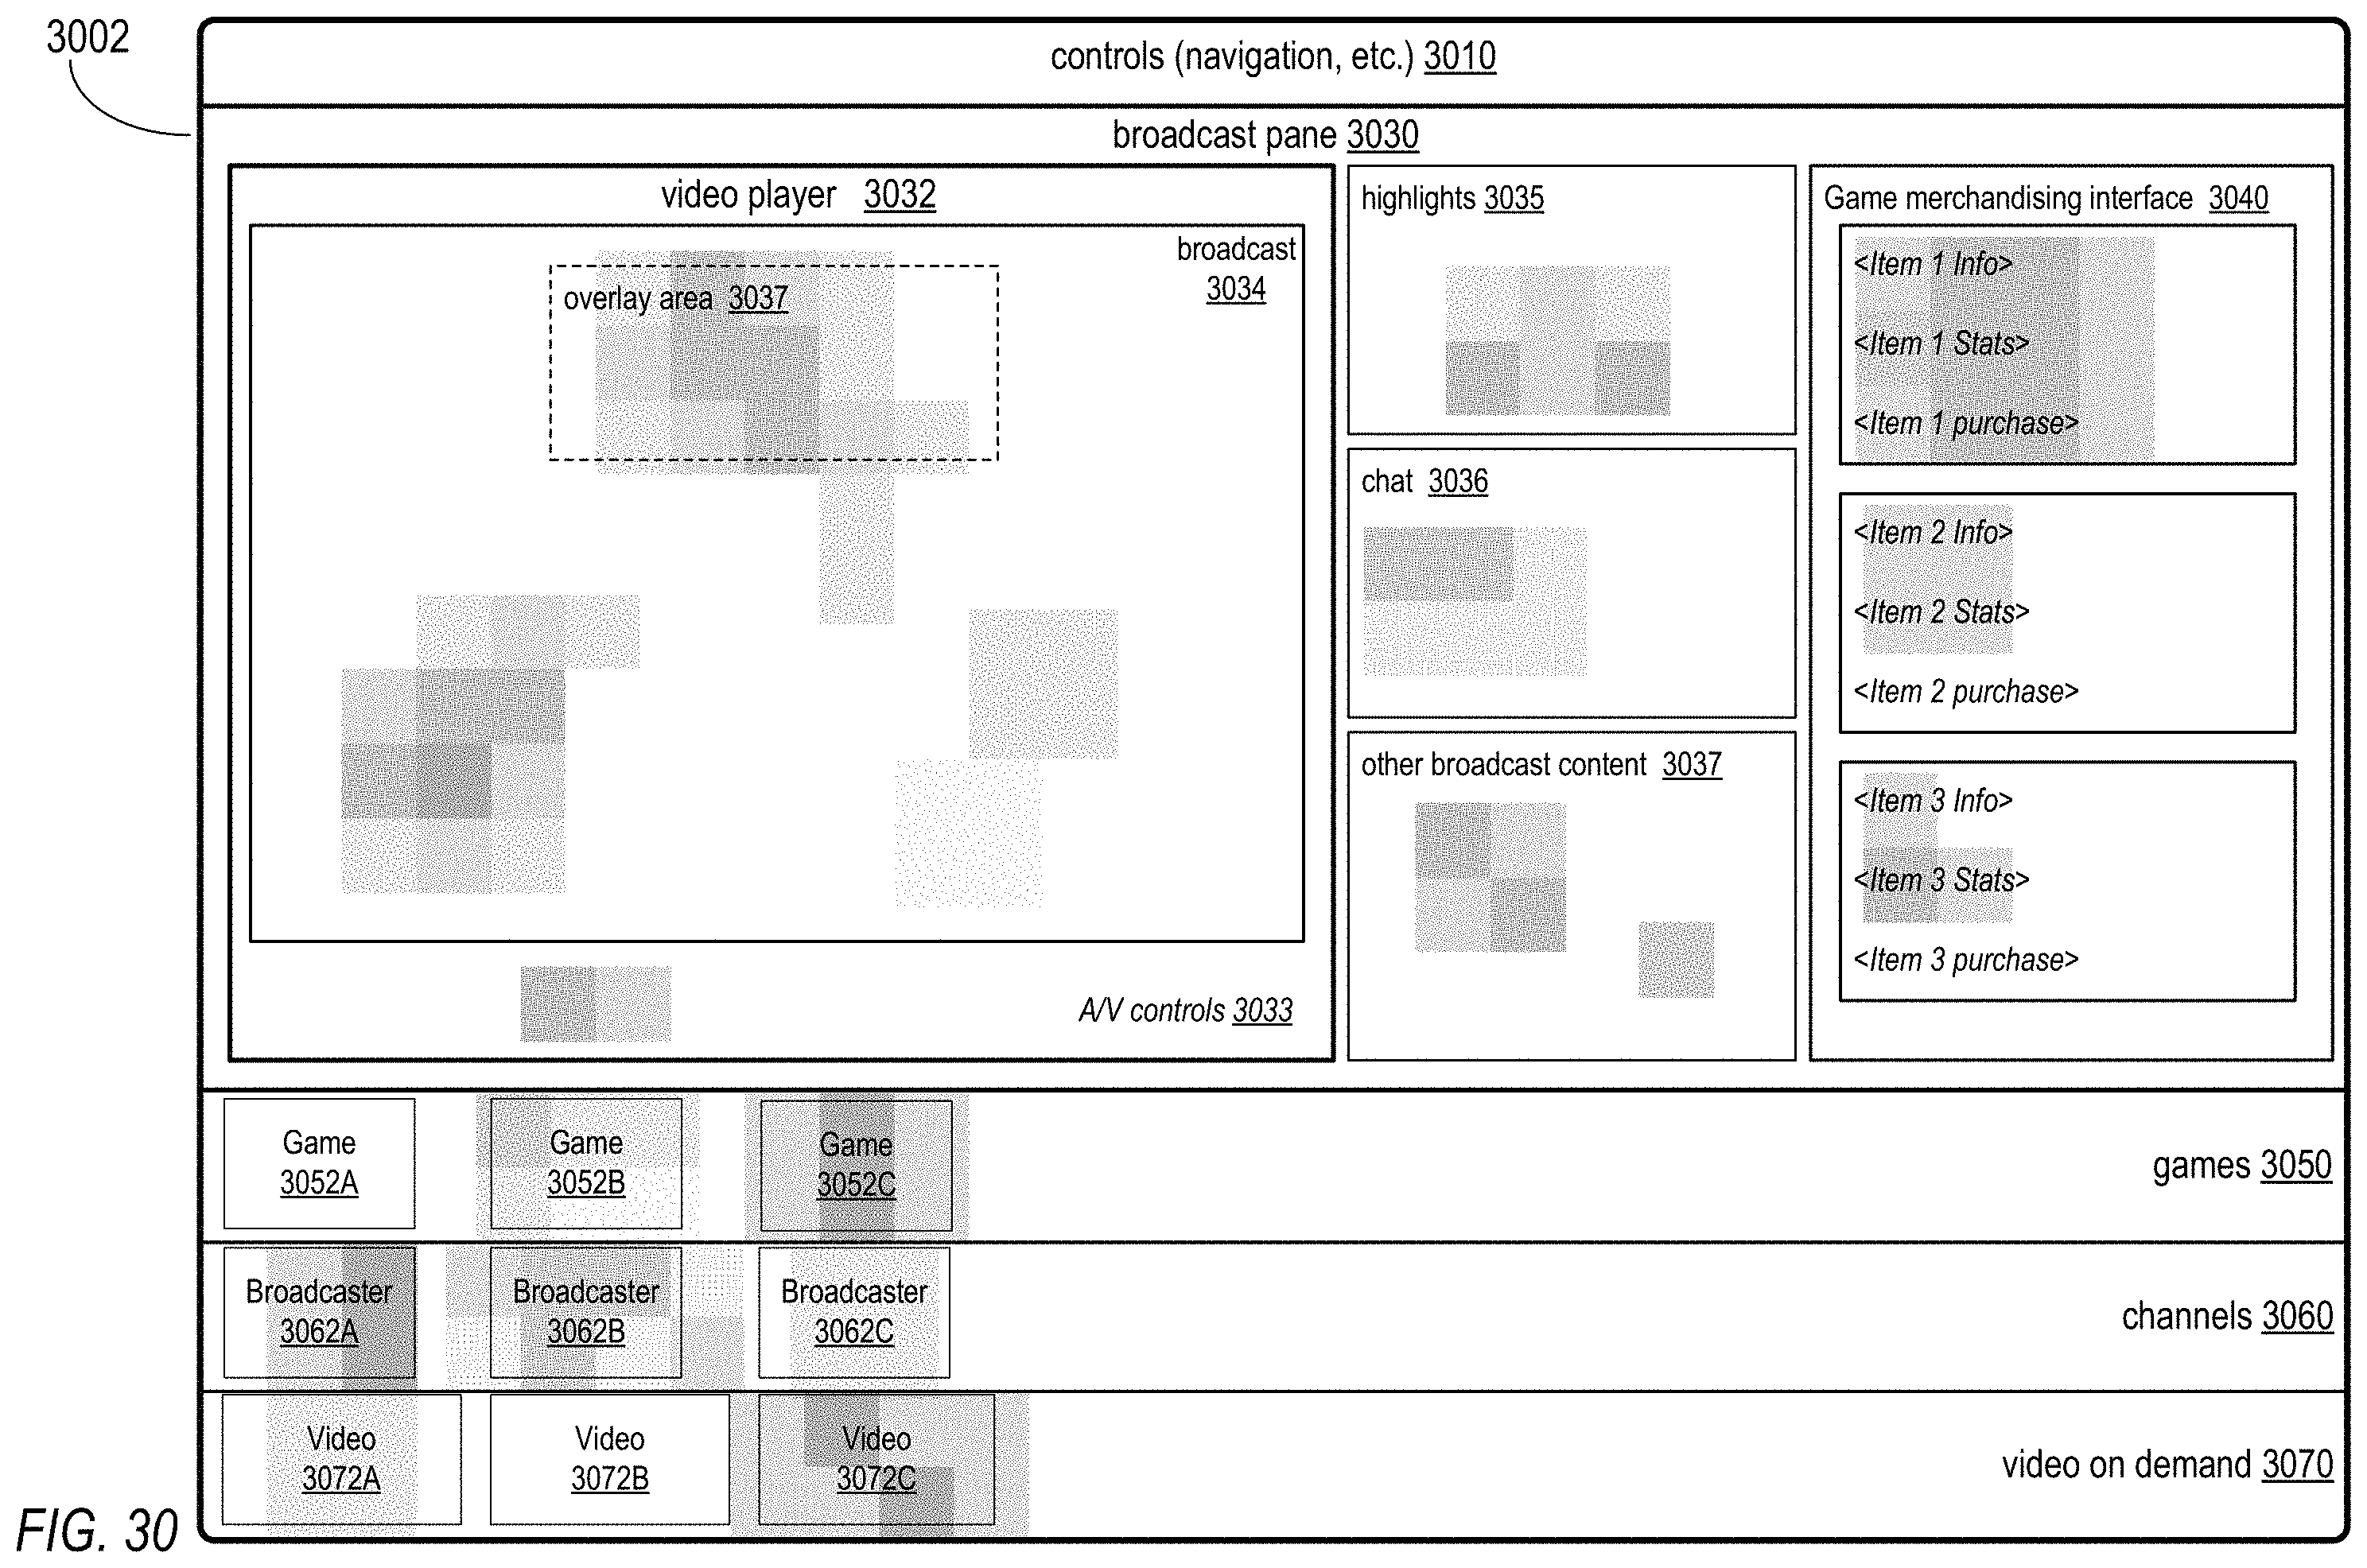 3002
controls (navigation, etc.) 3010
broadcast pane 3030
video player 3032
broadcast
3034
overlay area 3037
A/V controls 3033
highlights 3035
chat 3036
other broadcast content 3037
Game merchandising interface 3040
<Item 1 Info>
<Item 1 Stats>
<Item 1 purchase>
<Item 2 Info>
<Item 2 Stats>
<Item 2 purchase>
<Item 3 Info>
<Item 3 Stats>
<Item 3 purchase>
Game
3052A
Game
3052B
Game
3052C
games 3050
Broadcaster
3062A
Broadcaster
3062B
Broadcaster
3062C
channels 3060
Video
3072A
Video
3072B
Video
3072C
video on demand 3070
FIG. 30